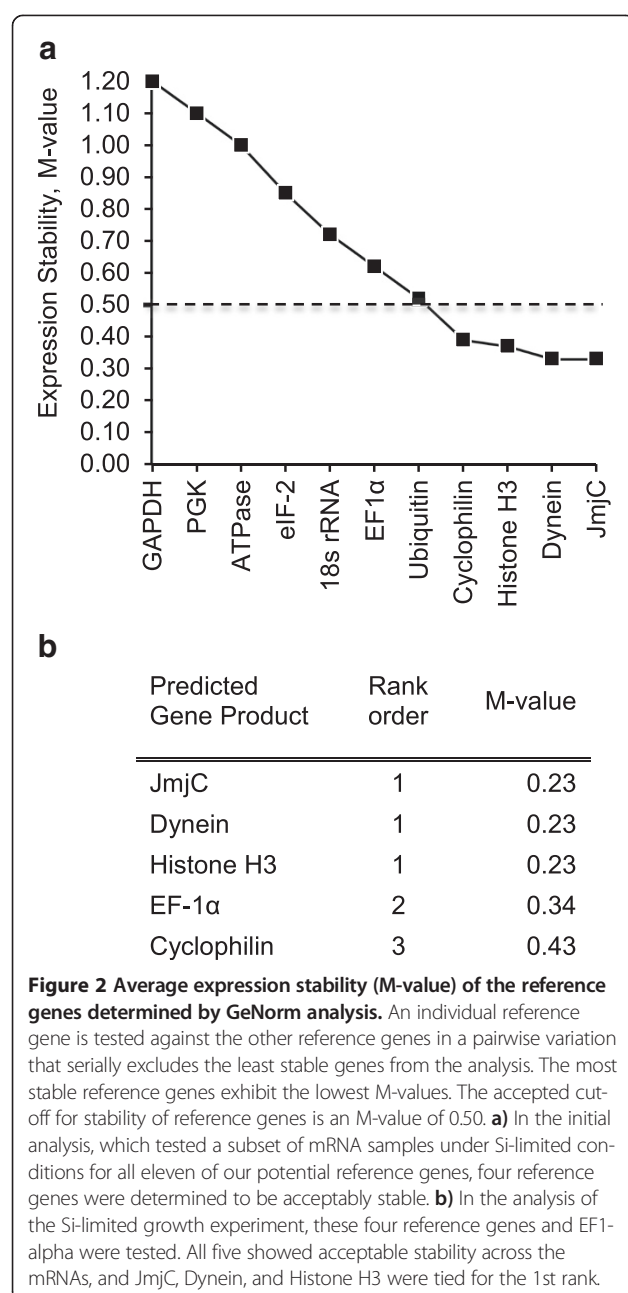 a
Expression Stability, M-value
1.20
1.10
1.00
0.90
0.80
0.70
0.60
0.50
0.40
0.30
0.20
0.10
0.00
GAPDH
PGK
ATPase
eIF-2
18s rRNA
EF1α
Ubiquitin
Cyclophilin
Histone H3
Dynein
JmjC
b
Predicted Gene Product Rank order M-value
JmjC 1 0.23
Dynein 1 0.23
Histone H3 1 0.23
EF-1α 2 0.34
Cyclophilin 3 0.43
Figure 2 Average expression stability (M-value) of the reference
genes determined by GeNorm analysis. An individual reference
gene is tested against the other reference genes in a pairwise variation
that serially excludes the least stable genes from the analysis. The most
stable reference genes exhibit the lowest M-values. The accepted cut-
off for stability of reference genes is an M-value of 0.50. a) In the initial
analysis, which tested a subset of mRNA samples under Si-limited con-
ditions for all eleven of our potential reference genes, four reference
genes were determined to be acceptably stable. b) In the analysis of
the Si-limited growth experiment, these four reference genes and EF1-
alpha were tested. All five showed acceptable stability across the
mRNAs, and JmjC, Dynein, and Histone H3 were tied for the 1st rank.